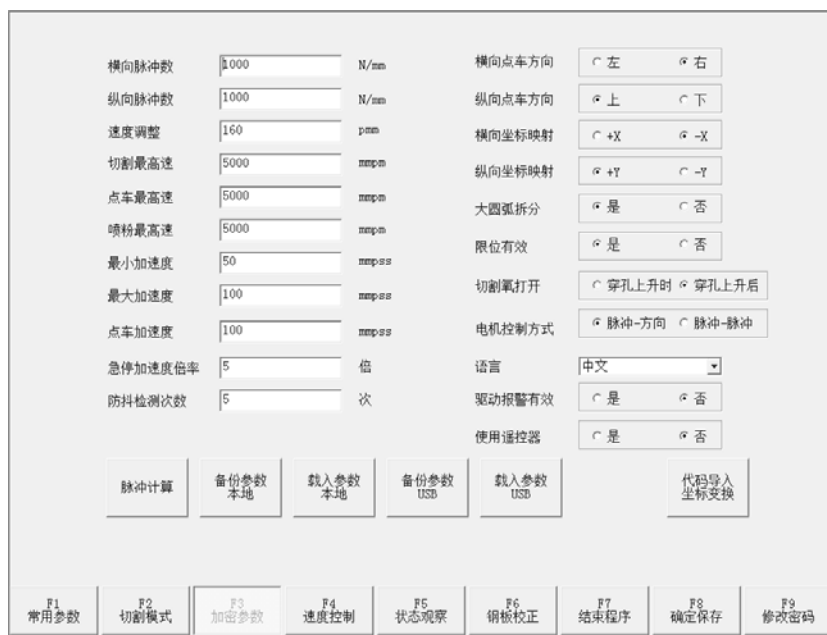 横向脉冲数 1000 N/mm
纵向脉冲数 1000 N/mm
速度调整 160 pmm
切割最高速 5000 mmpm
点车最高速 5000 mmpm
喷粉最高速 5000 mmpm
最小加速度 50 mmpss
最大加速度 100 mmpss
点车加速度 100 mmpss
急停加速度倍率 5 倍
防抖检测次数 5 次
横向点车方向 左 右
纵向点车方向 上 下
横向坐标映射 +X -X
纵向坐标映射 +Y -Y
大圆弧拆分 是 否
限位有效 是 否
切割氧打开 穿孔上升时 穿孔上升后
电机控制方式 脉冲-方向 脉冲-脉冲
语言 中文
驱动报警有效 是 否
使用遥控器 是 否
脉冲计算
备份参数
本地
载入参数
本地
备份参数
USB
载入参数
USB
代码导入
坐标变换
F1
常用参数
F2
切割模式
F3
加密参数
F4
速度控制
F5
状态观察
F6
钢板校正
F7
结束程序
F8
确定保存
F9
修改密码